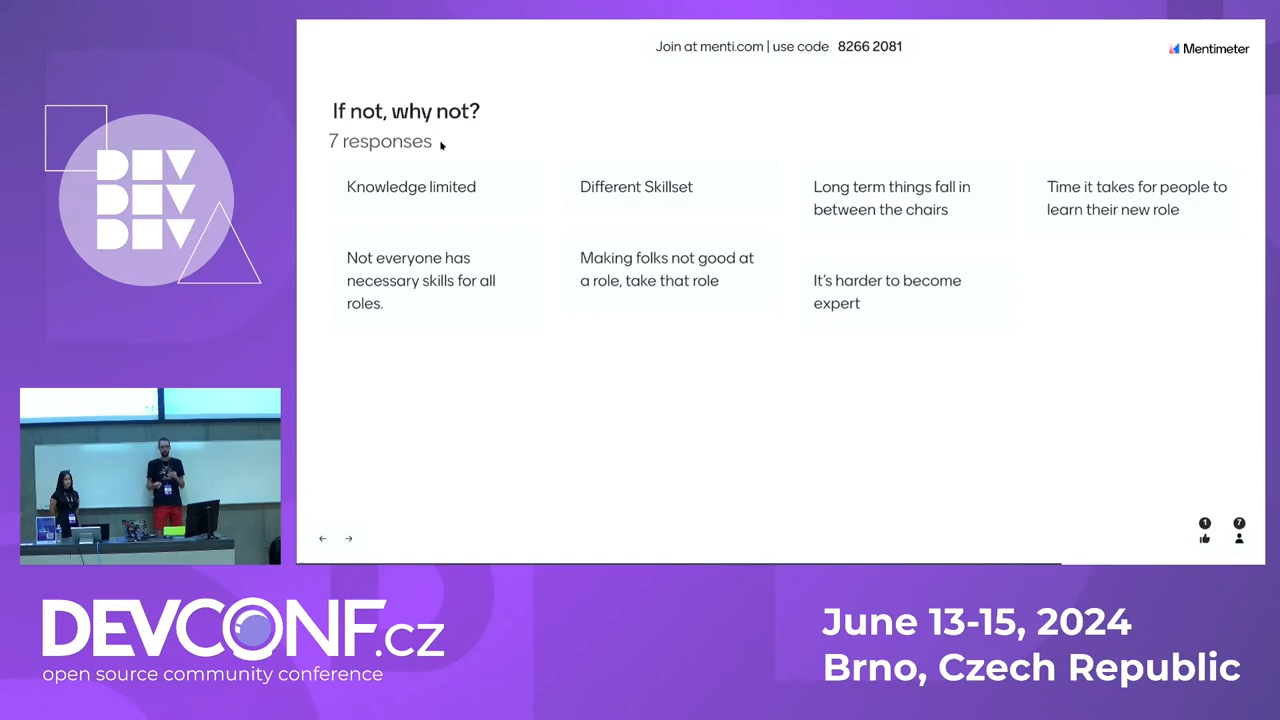 Join at menti.com | use code 8266 2081
Mentimeter
If not, why not?
7 responses
Knowledge limited
Different Skillset
Long term things fall in
between the chairs
Time it takes for people to
learn their new role
Not everyone has
necessary skills for all
roles.
Making folks not good at
a role, take that role
It's harder to become
expert
1
7
DEV
DEV
DEV
DEVCONF.cz
open source community conference
June 13-15, 2024
Brno, Czech Republic